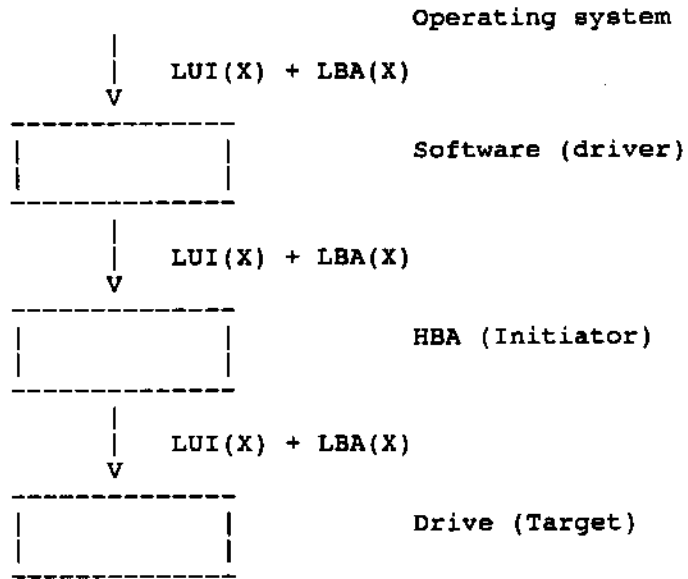 Operating system
LUI(X) + LBA(X)
V
Software (driver)
LUI(X) + LBA(X)
V
HBA (Initiator)
LUI(X) + LBA(X)
V
Drive (Target)